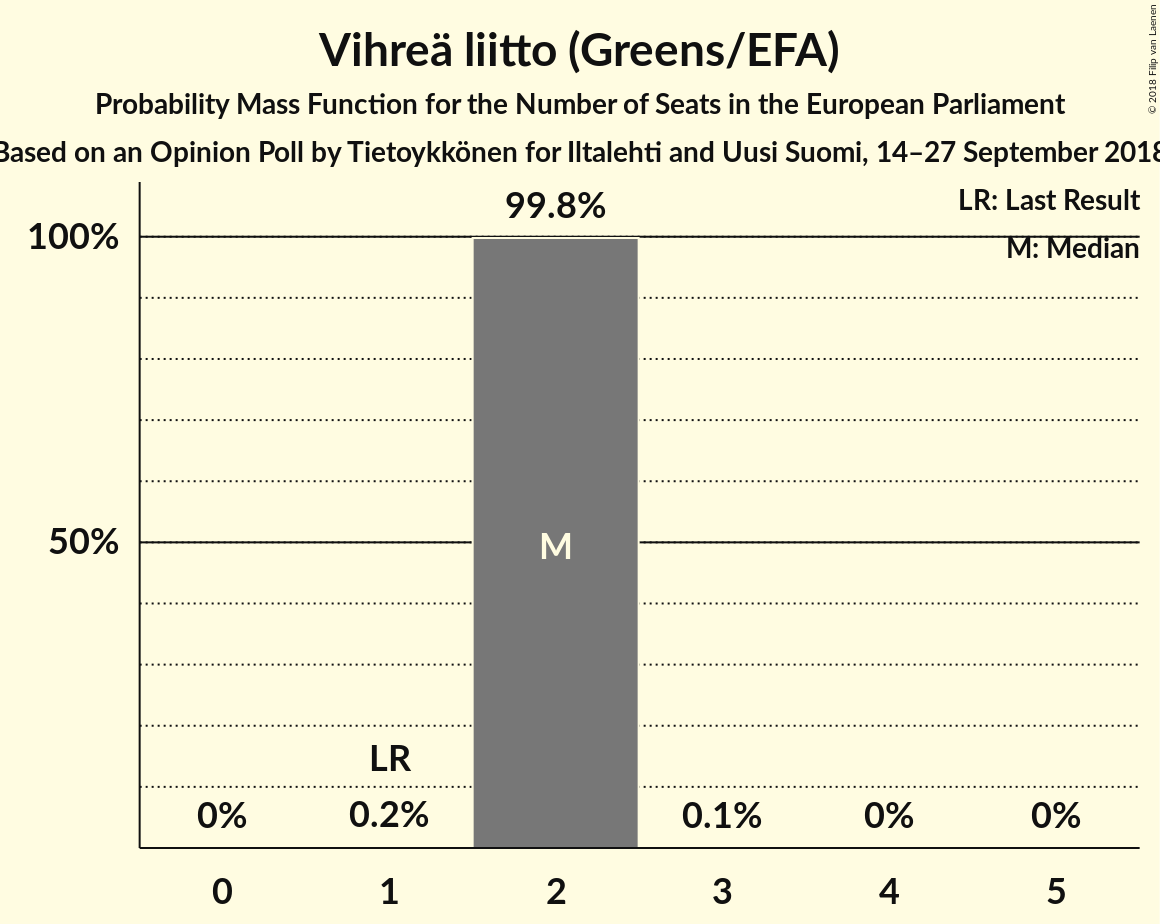 Vihreä liitto (Greens/EFA)
Probability Mass Function for the Number of Seats in the European Parliament
Based on an Opinion Poll by Tietoykkönen for Iltalehti and Uusi Suomi, 14–27 September 2018
© 2018 Filip van Laenen
99.8%
LR: Last Result
100%
M: Median
50%
M
LR
0%
0.2%
0.1%
0%
0%
0
1
2
3
4
5